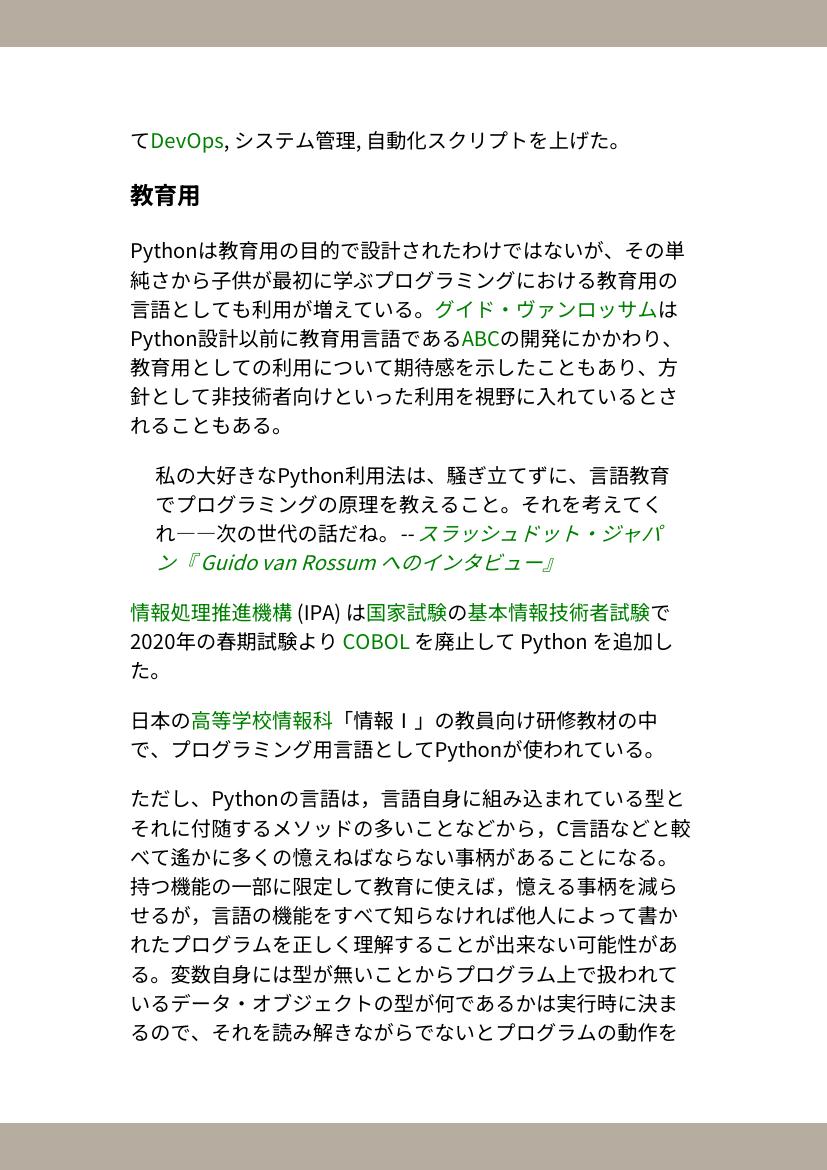 てDevOps, システム管理, 自動化スクリプトを上げた。
教育用
Pythonは教育用の目的で設計されたわけではないが、その単
純さから子供が最初に学ぶプログラミングにおける教育用の
言語としても利用が増えている。グイド・ヴァンロッサムは
Python設計以前に教育用言語であるABCの開発にかかわり、
教育用としての利用について期待感を示したこともあり、方
針として非技術者向けといった利用を視野に入れているとさ
れることもある。
私の大好きなPython利用法は、騒ぎ立てずに、言語教育
でプログラミングの原理を教えること。それを考えてく
れ――次の世代の話だね。-- スラッシュドット・ジャパ
ン『 Guido van Rossum へのインタビュー』
情報処理推進機構 (IPA) は国家試験の基本情報技術者試験で
2020年の春期試験より COBOL を廃止して Python を追加し
た。
日本の高等学校情報科「情報Ⅰ」の教員向け研修教材の中
で、プログラミング用言語としてPythonが使われている。
ただし、Pythonの言語は，言語自身に組み込まれている型と
それに付随するメソッドの多いことなどから，C言語などと較
べて遙かに多くの憶えねばならない事柄があることになる。
持つ機能の一部に限定して教育に使えば，憶える事柄を減ら
せるが，言語の機能をすべて知らなければ他人によって書か
れたプログラムを正しく理解することが出来ない可能性があ
る。変数自身には型が無いことからプログラム上で扱われて
いるデータ・オブジェクトの型が何であるかは実行時に決ま
るので、それを読み解きながらでないとプログラムの動作を